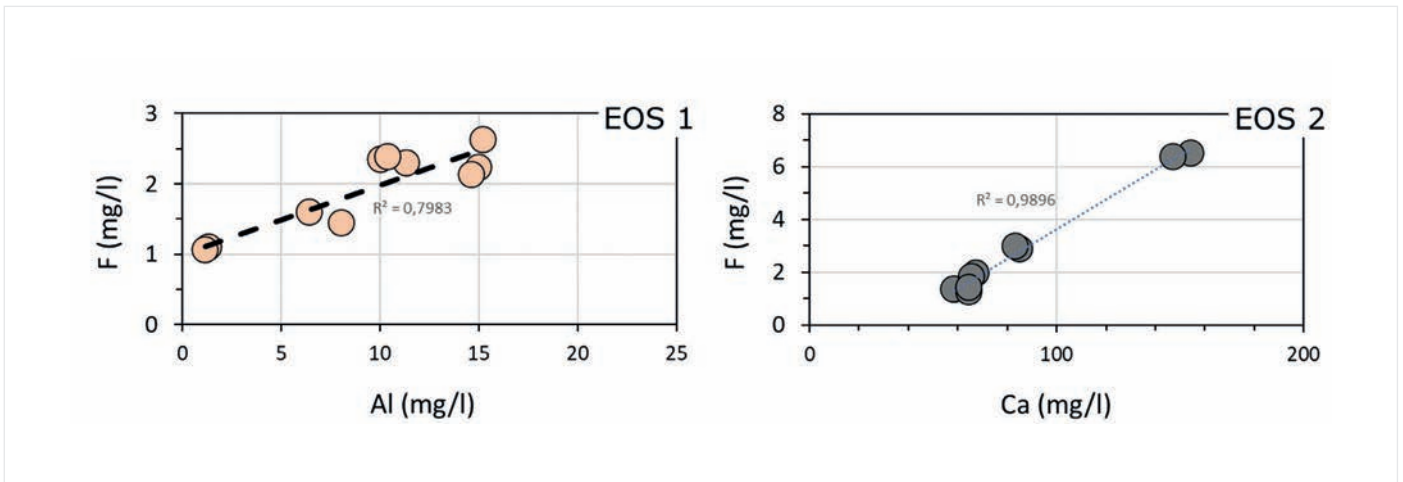 EOS 1
3
2
1
0
F (mg/l)
R² = 0,7983
0 5 10 15 20 25
Al (mg/l)
EOS 2
8
6
4
2
0
F (mg/l)
R² = 0,9896
0 100 200
Ca (mg/l)